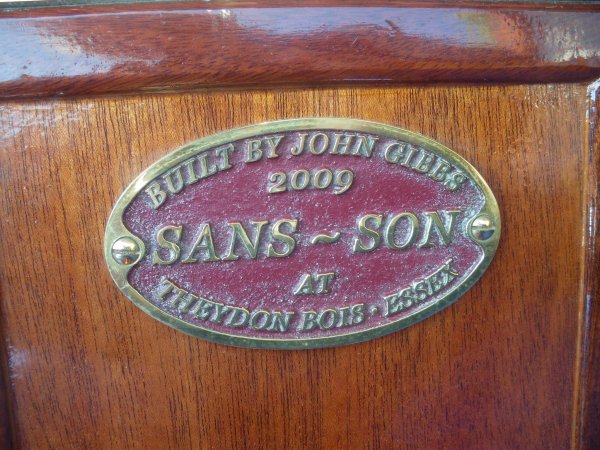 BUILT BY JOHN GIBBS
2009
SANS ~ SON
AT
THEYDON BOIS · ESSEX